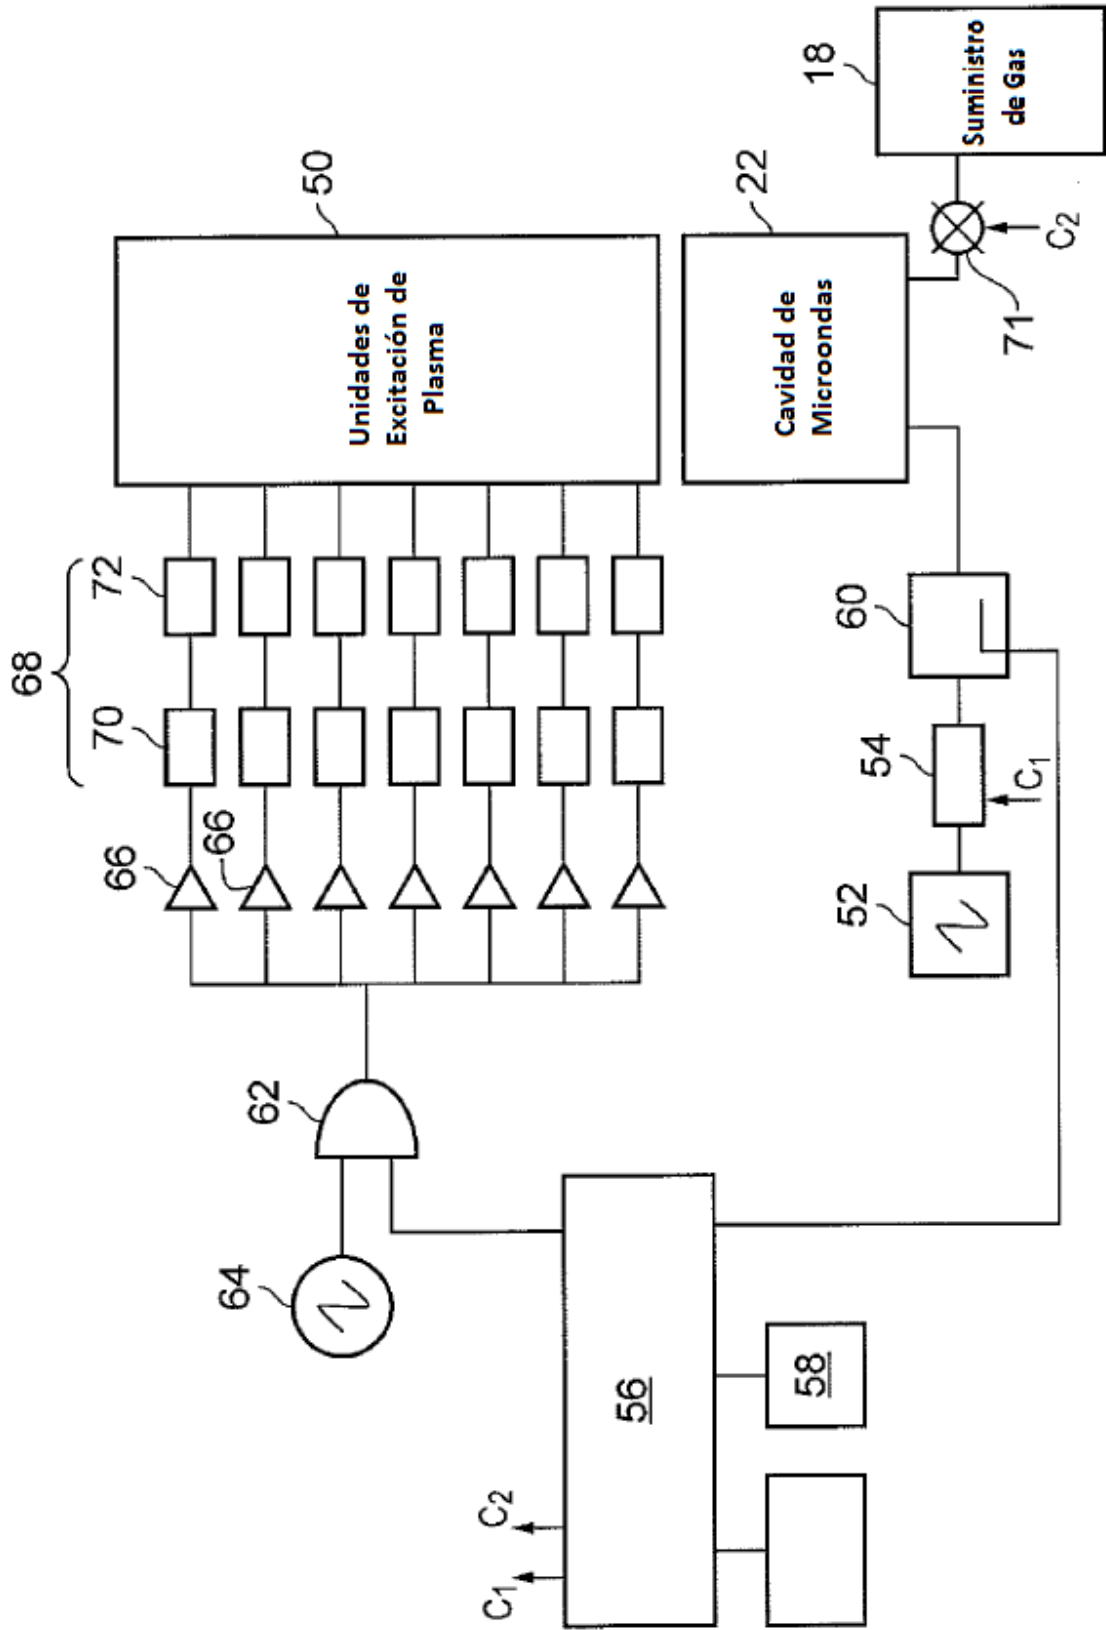 68
70
72
66
66
50
Unidades de
Excitación de
Plasma
62
64
22
Cavidad de
Microondas
18
Suministro
de Gas
71
C2
60
54
C1
52
C1
C2
56
58